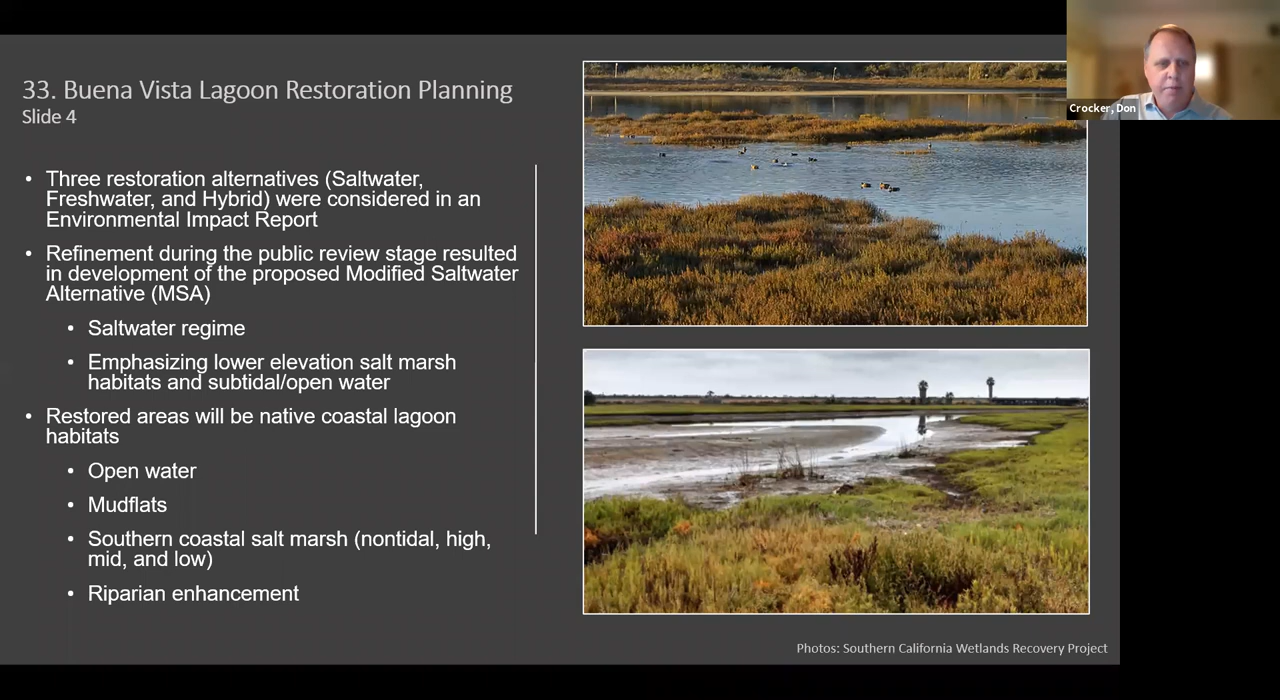 33. Buena Vista Lagoon Restoration Planning
Slide 4
• Three restoration alternatives (Saltwater,
Freshwater, and Hybrid) were considered in an
Environmental Impact Report
• Refinement during the public review stage resulted
in development of the proposed Modified Saltwater
Alternative (MSA)
• Saltwater regime
• Emphasizing lower elevation salt marsh
habitats and subtidal/open water
• Restored areas will be native coastal lagoon
habitats
• Open water
• Mudflats
• Southern coastal salt marsh (nontidal, high,
mid, and low)
• Riparian enhancement
Crocker, Don
Photos: Southern California Wetlands Recovery Project